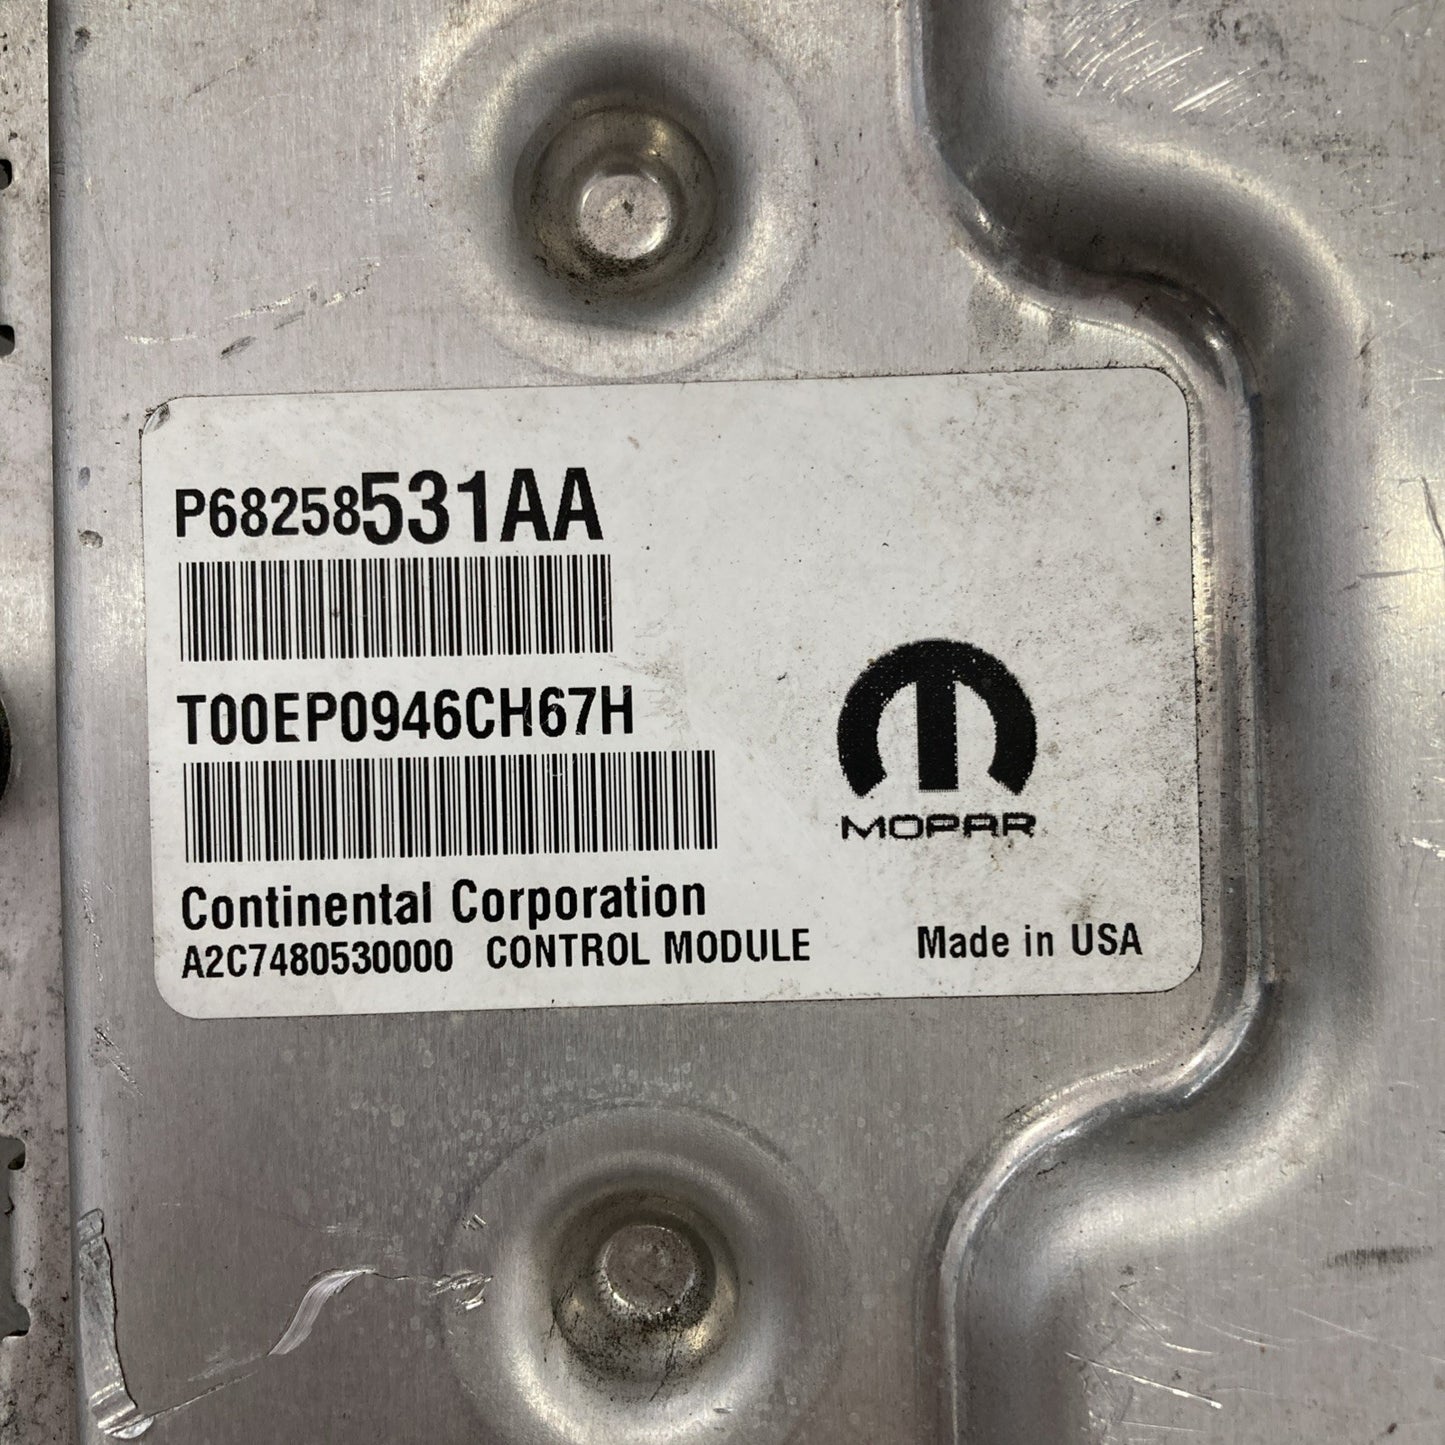 P68258531AA
T00EP0946CH67H
MOPAR
Continental Corporation
A2C7480530000 CONTROL MODULE
Made in USA